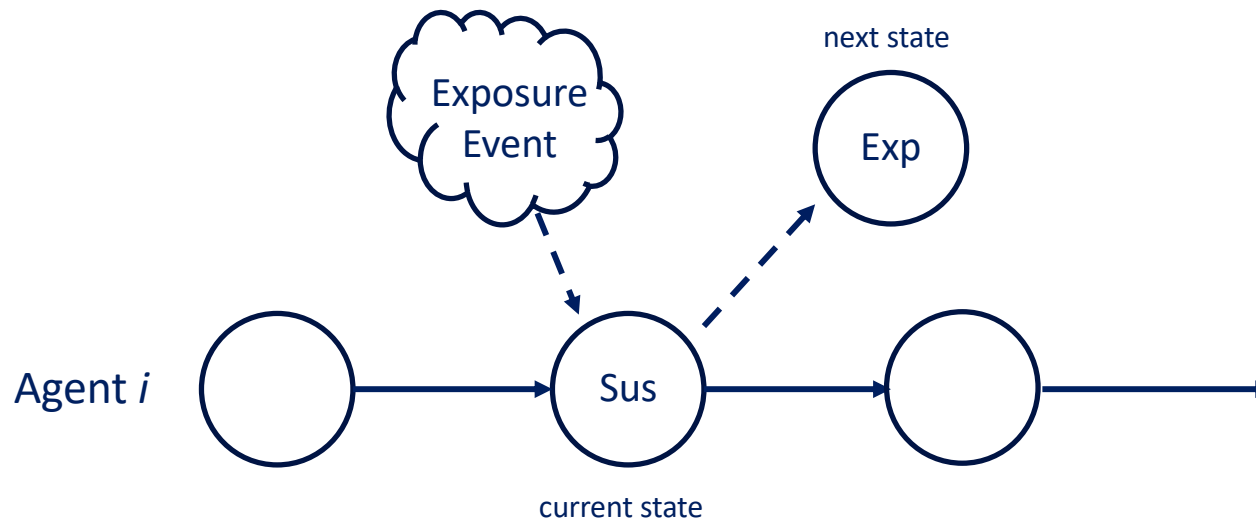 next state
Exposure
Event
Exp
Agent i
Sus
current state